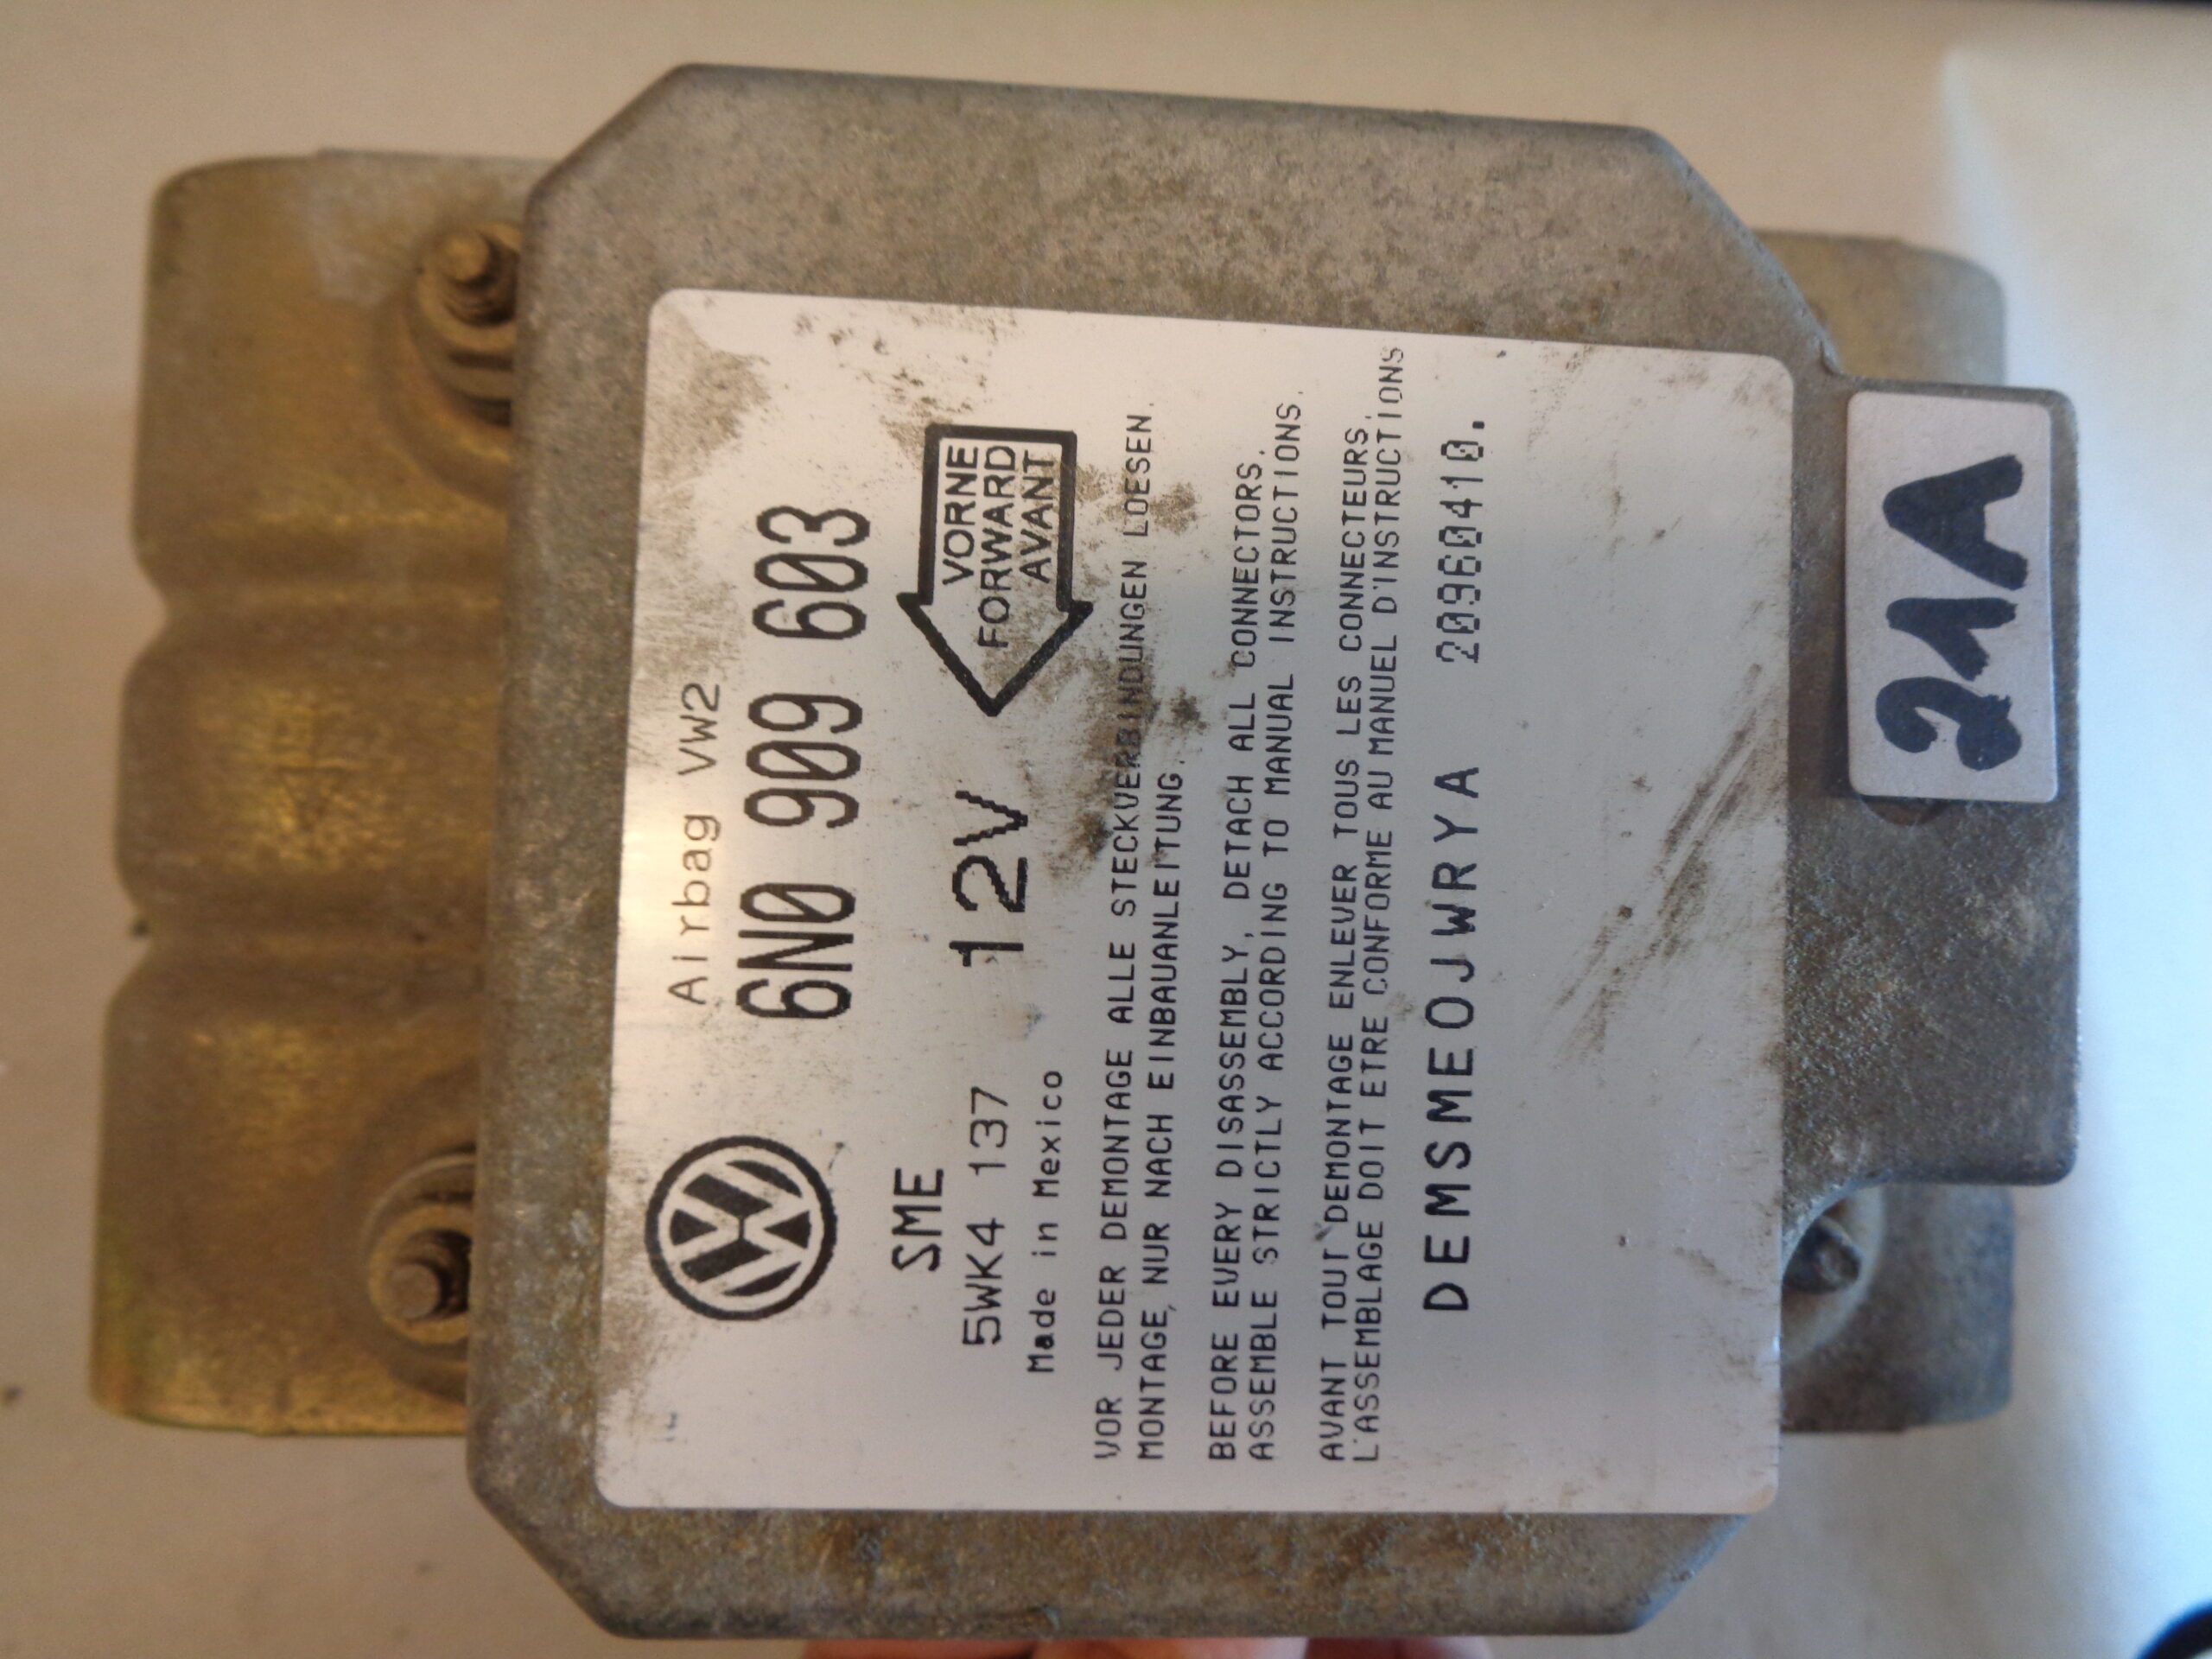 Airbag VW2
6N0 909 603
SME
5WK4 137
12V
Made in Mexico
VORNE
FORWARD
AVANT
VOR JEDER DEMONTAGE ALLE STECKVERBINDUNGEN LOESEN.
MONTAGE, NUR NACH EINBAUANLEITUNG.
BEFORE EVERY DISASSEMBLY, DETACH ALL CONNECTORS.
ASSEMBLE STRICTLY ACCORDING TO MANUAL INSTRUCTIONS.
AVANT TOUT DEMONTAGE ENLEVER TOUS LES CONNECTEURS.
L'ASSEMBLAGE DOIT ETRE CONFORME AU MANUEL D'INSTRUCTIONS
DEMSMEOJWRYA 20960410.
21A